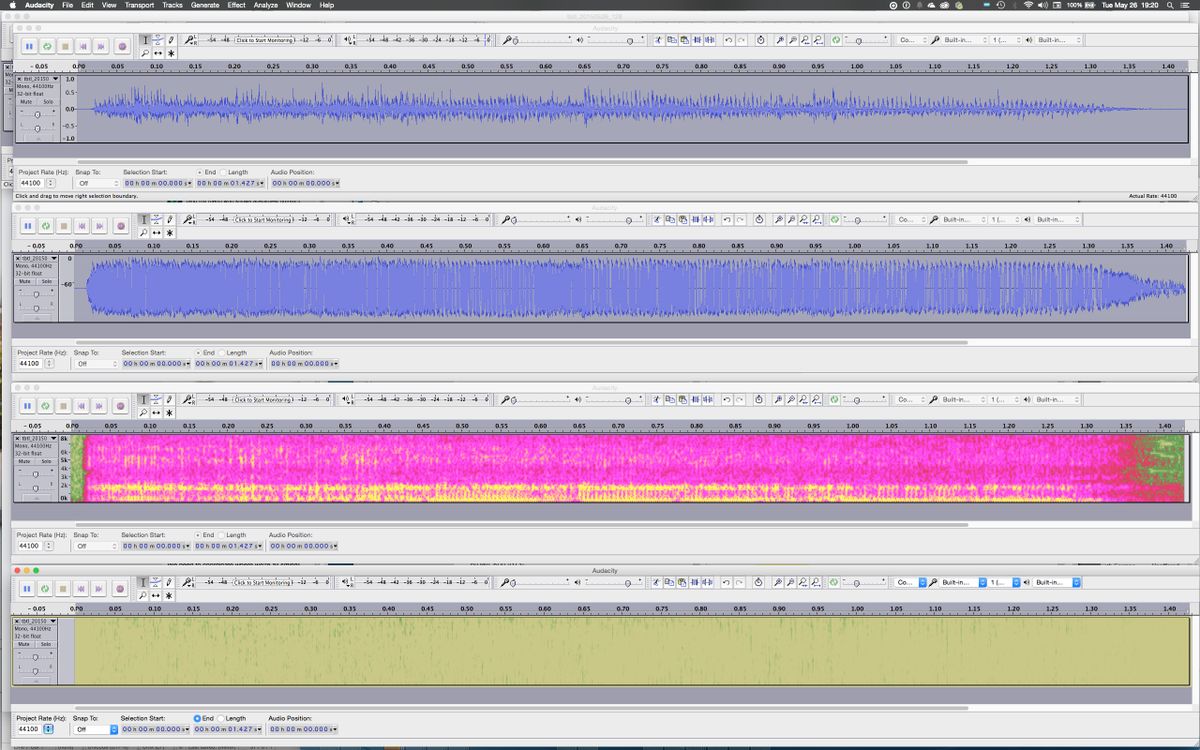 Audacity File Edit View Transport Tracks Generate Effect Analyze Window Help 100% Tue May 26 19:20
Audacity
-54 -48 Click to Start Monitoring -12 -6 0 -54 -48 -42 -36 -30 -24 -18 -12 -6 0 Co... Built-in... 1 (... Built-in...
- 0.05 0.00 0.05 0.10 0.15 0.20 0.25 0.30 0.35 0.40 0.45 0.50 0.55 0.60 0.65 0.70 0.75 0.80 0.85 0.90 0.95 1.00 1.05 1.10 1.15 1.20 1.25 1.30 1.35 1.40
Mono, 44100Hz
32-bit float
Mute Solo
1.0
0.5
0.0
-0.5
-1.0
Project Rate (Hz): Snap To: Selection Start: End Length Audio Position:
44100 Off 00 h 00 m 00.000 s 00 h 00 m 01.427 s 00 h 00 m 00.000 s
Click and drag to move right selection boundary. Actual Rate: 44100
Audacity
-54 -48 Click to Start Monitoring -12 -6 0 -54 -48 -42 -36 -30 -24 -18 -12 -6 0 Co... Built-in... 1 (... Built-in...
- 0.05 0.00 0.05 0.10 0.15 0.20 0.25 0.30 0.35 0.40 0.45 0.50 0.55 0.60 0.65 0.70 0.75 0.80 0.85 0.90 0.95 1.00 1.05 1.10 1.15 1.20 1.25 1.30 1.35 1.40
Mono, 44100Hz
32-bit float
Mute Solo
0
-60
Project Rate (Hz): Snap To: Selection Start: End Length Audio Position:
44100 Off 00 h 00 m 00.000 s 00 h 00 m 01.427 s 00 h 00 m 00.000 s
Audacity
-54 -48 Click to Start Monitoring -12 -6 0 -54 -48 -42 -36 -30 -24 -18 -12 -6 0 Co... Built-in... 1 (... Built-in...
- 0.05 0.00 0.05 0.10 0.15 0.20 0.25 0.30 0.35 0.40 0.45 0.50 0.55 0.60 0.65 0.70 0.75 0.80 0.85 0.90 0.95 1.00 1.05 1.10 1.15 1.20 1.25 1.30 1.35 1.40
Mono, 44100Hz
32-bit float
Mute Solo
8k
6k
5k
4k
3k
2k
0k
Project Rate (Hz): Snap To: Selection Start: End Length Audio Position:
44100 Off 00 h 00 m 00.000 s 00 h 00 m 01.427 s 00 h 00 m 00.000 s
Audacity
-54 -48 Click to Start Monitoring -12 -6 0 -54 -48 -42 -36 -30 -24 -18 -12 -6 0 Co... Built-in... 1 (... Built-in...
- 0.05 0.00 0.05 0.10 0.15 0.20 0.25 0.30 0.35 0.40 0.45 0.50 0.55 0.60 0.65 0.70 0.75 0.80 0.85 0.90 0.95 1.00 1.05 1.10 1.15 1.20 1.25 1.30 1.35 1.40
Mono, 44100Hz
32-bit float
Mute Solo
Project Rate (Hz): Snap To: Selection Start: End Length Audio Position:
44100 Off 00 h 00 m 00.000 s 00 h 00 m 01.427 s 00 h 00 m 00.000 s